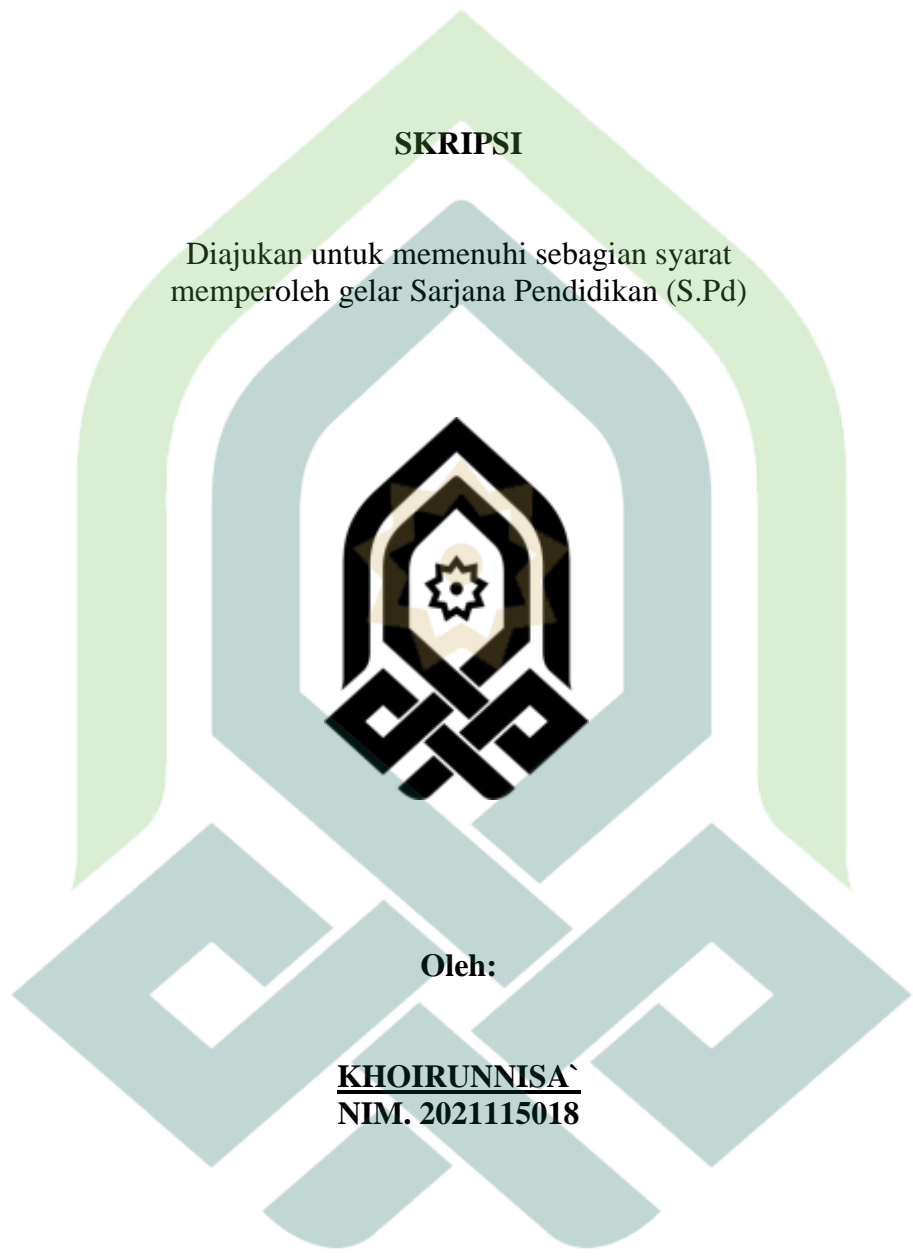 SKRIPSI
Diajukan untuk memenuhi sebagian syarat
memperoleh gelar Sarjana Pendidikan (S.Pd)
Oleh:
KHOIRUNNISA`
NIM. 2021115018